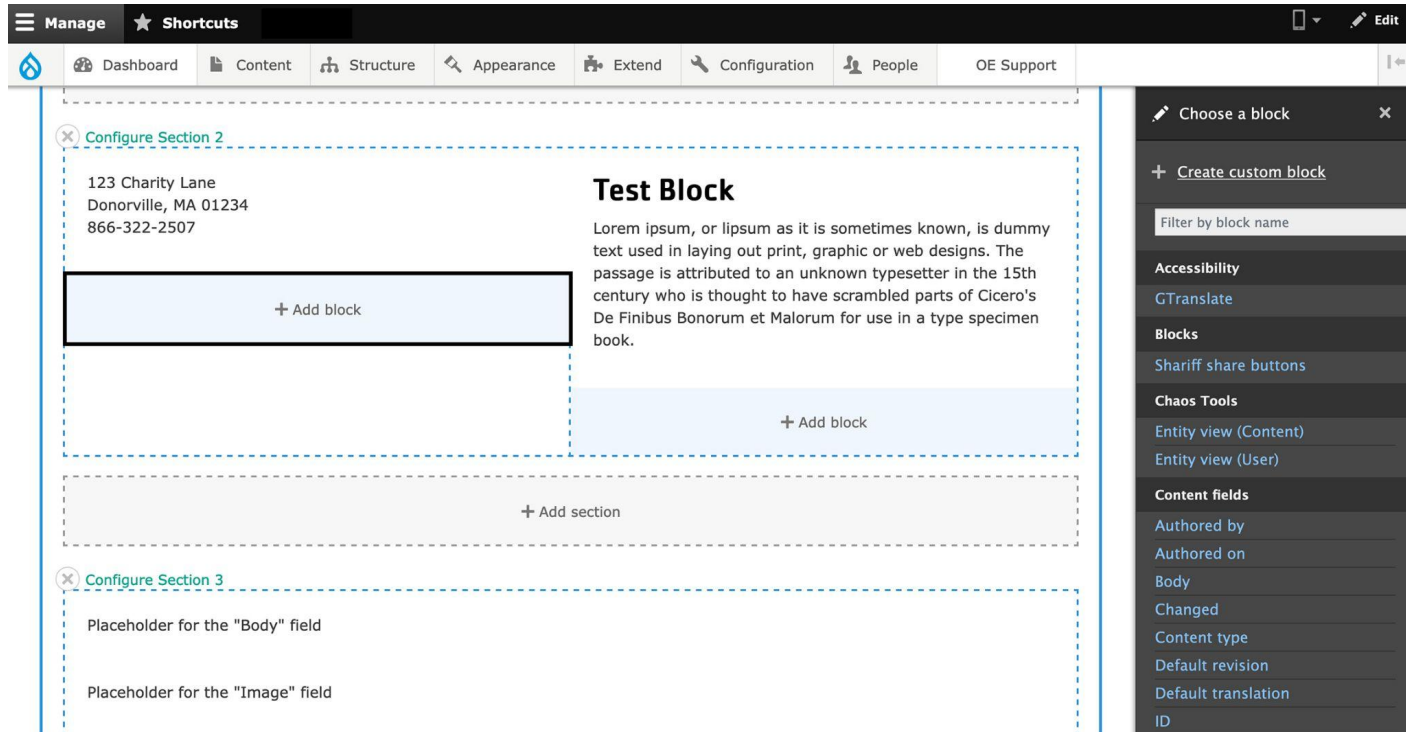 Manage
Shortcuts
Edit
Dashboard
Content
Structure
Appearance
Extend
Configuration
People
OE Support
Configure Section 2
123 Charity Lane
Donorville, MA 01234
866-322-2507
+ Add block
Test Block
Lorem ipsum, or lipsum as it is sometimes known, is dummy
text used in laying out print, graphic or web designs. The
passage is attributed to an unknown typesetter in the 15th
century who is thought to have scrambled parts of Cicero's
De Finibus Bonorum et Malorum for use in a type specimen
book.
+ Add block
+ Add section
Configure Section 3
Placeholder for the "Body" field
Placeholder for the "Image" field
Choose a block
+ Create custom block
Filter by block name
Accessibility
GTranslate
Blocks
Shariff share buttons
Chaos Tools
Entity view (Content)
Entity view (User)
Content fields
Authored by
Authored on
Body
Changed
Content type
Default revision
Default translation
ID